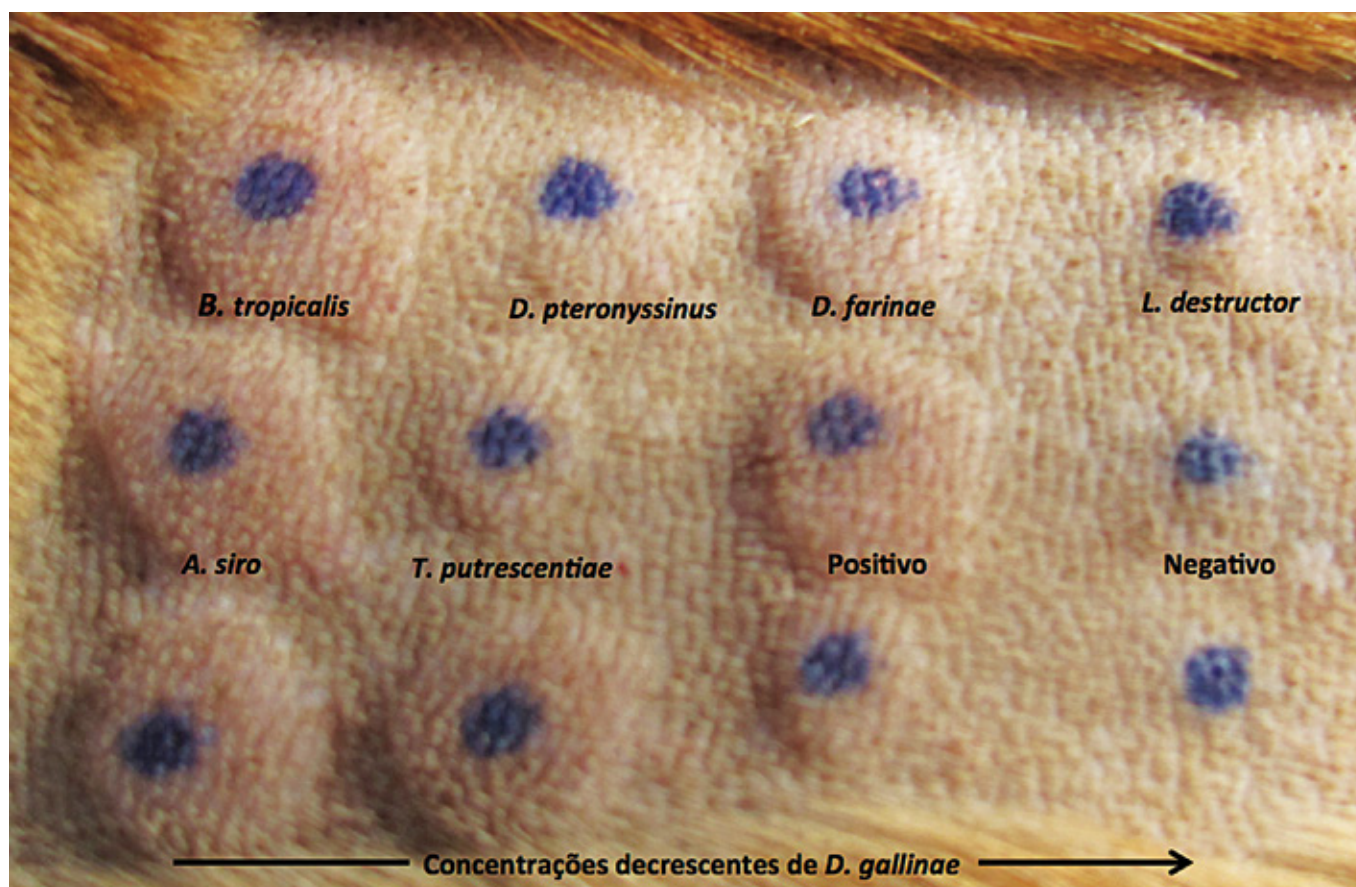 B. tropicalis
D. pteronyssinus
D. farinae
L. destructor
A. siro
T. putrescentiae
Positivo
Negativo
Concentrações decrescentes de D. gallinae